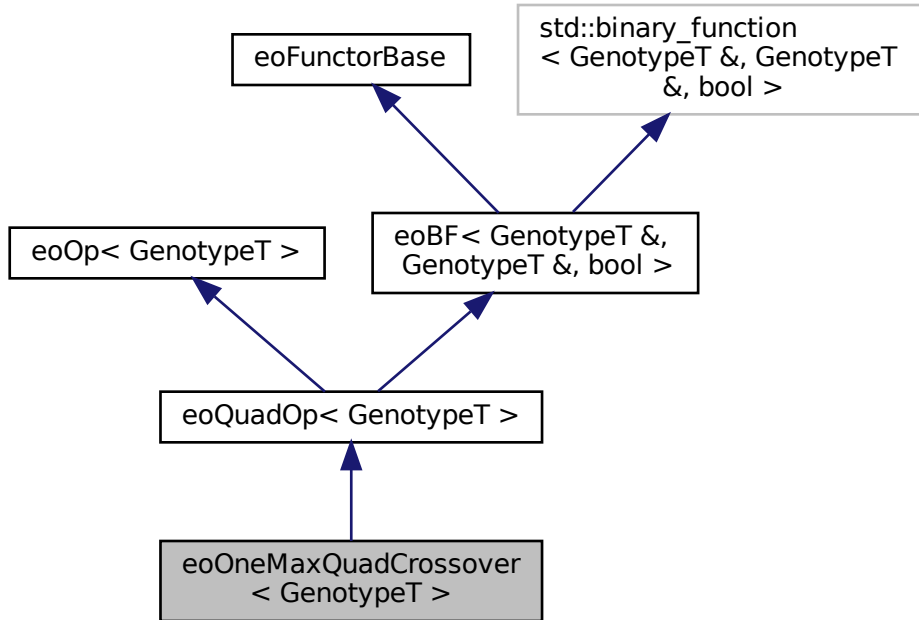 std::binary_function
< GenotypeT &, GenotypeT
&, bool >
eoFunctorBase
eoOp< GenotypeT >
eoBF< GenotypeT &,
GenotypeT &, bool >
eoQuadOp< GenotypeT >
eoOneMaxQuadCrossover
< GenotypeT >